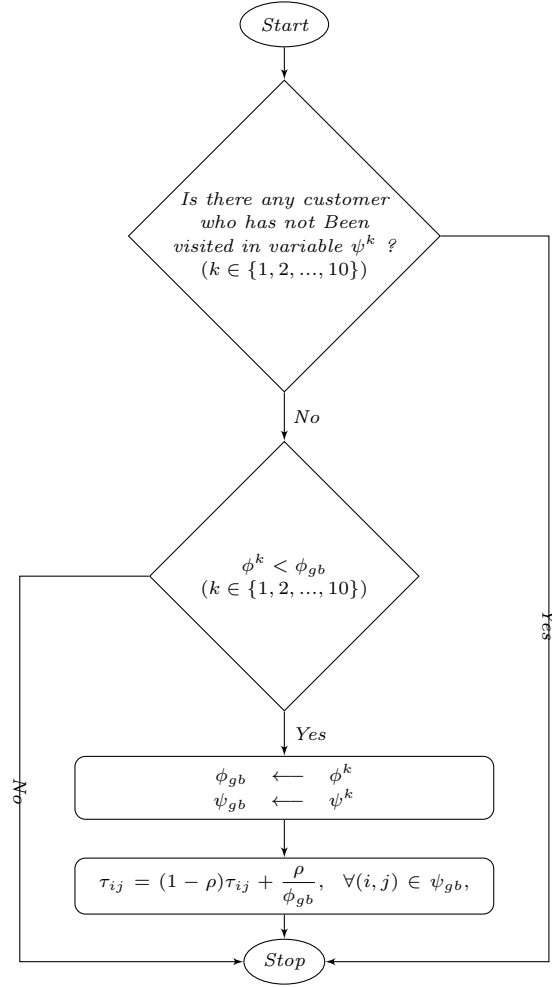 Start
Is there any customer
who has not Been
visited in variable ψ^k ?
(k ∈ {1, 2, ..., 10})
No
Yes
ϕ^k < ϕ_gb
(k ∈ {1, 2, ..., 10})
Yes
No
ϕ_gb ⟵ ϕ^k
ψ_gb ⟵ ψ^k
τ_ij = (1 − ρ)τ_ij + ρ/ϕ_gb, ∀(i, j) ∈ ψ_gb,
Stop